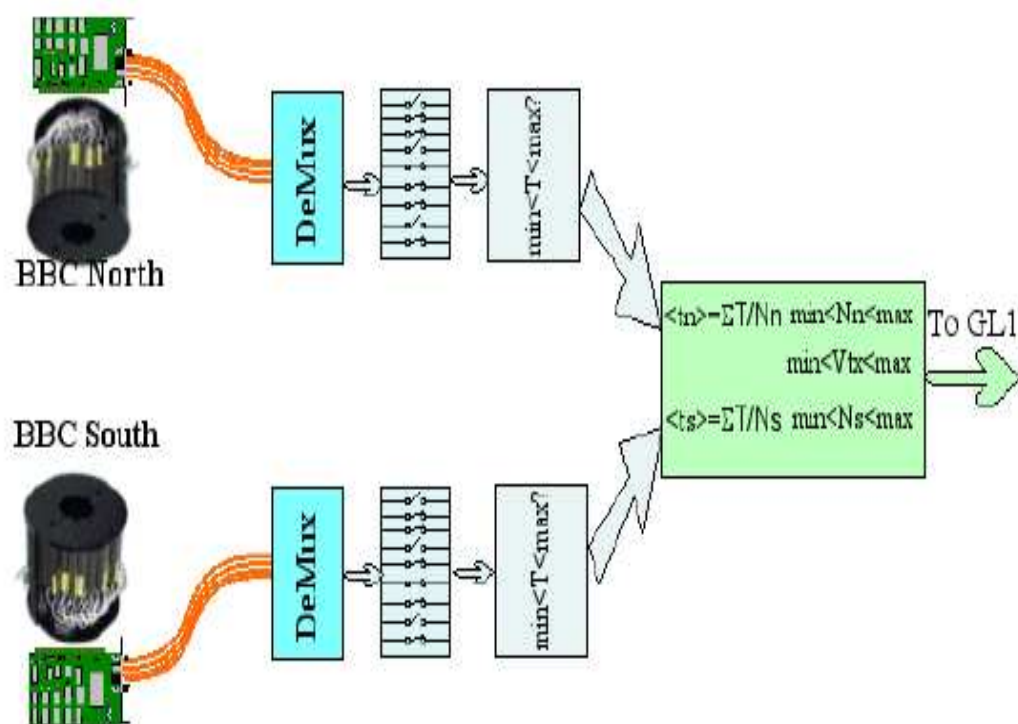 DeMux
min<T<max?
BBC North
<tn>=ΣT/Nn min<Nn<max
To GL1
min<Vtx<max
<ts>=ΣT/Ns min<Ns<max
BBC South
DeMux
min<T<max?